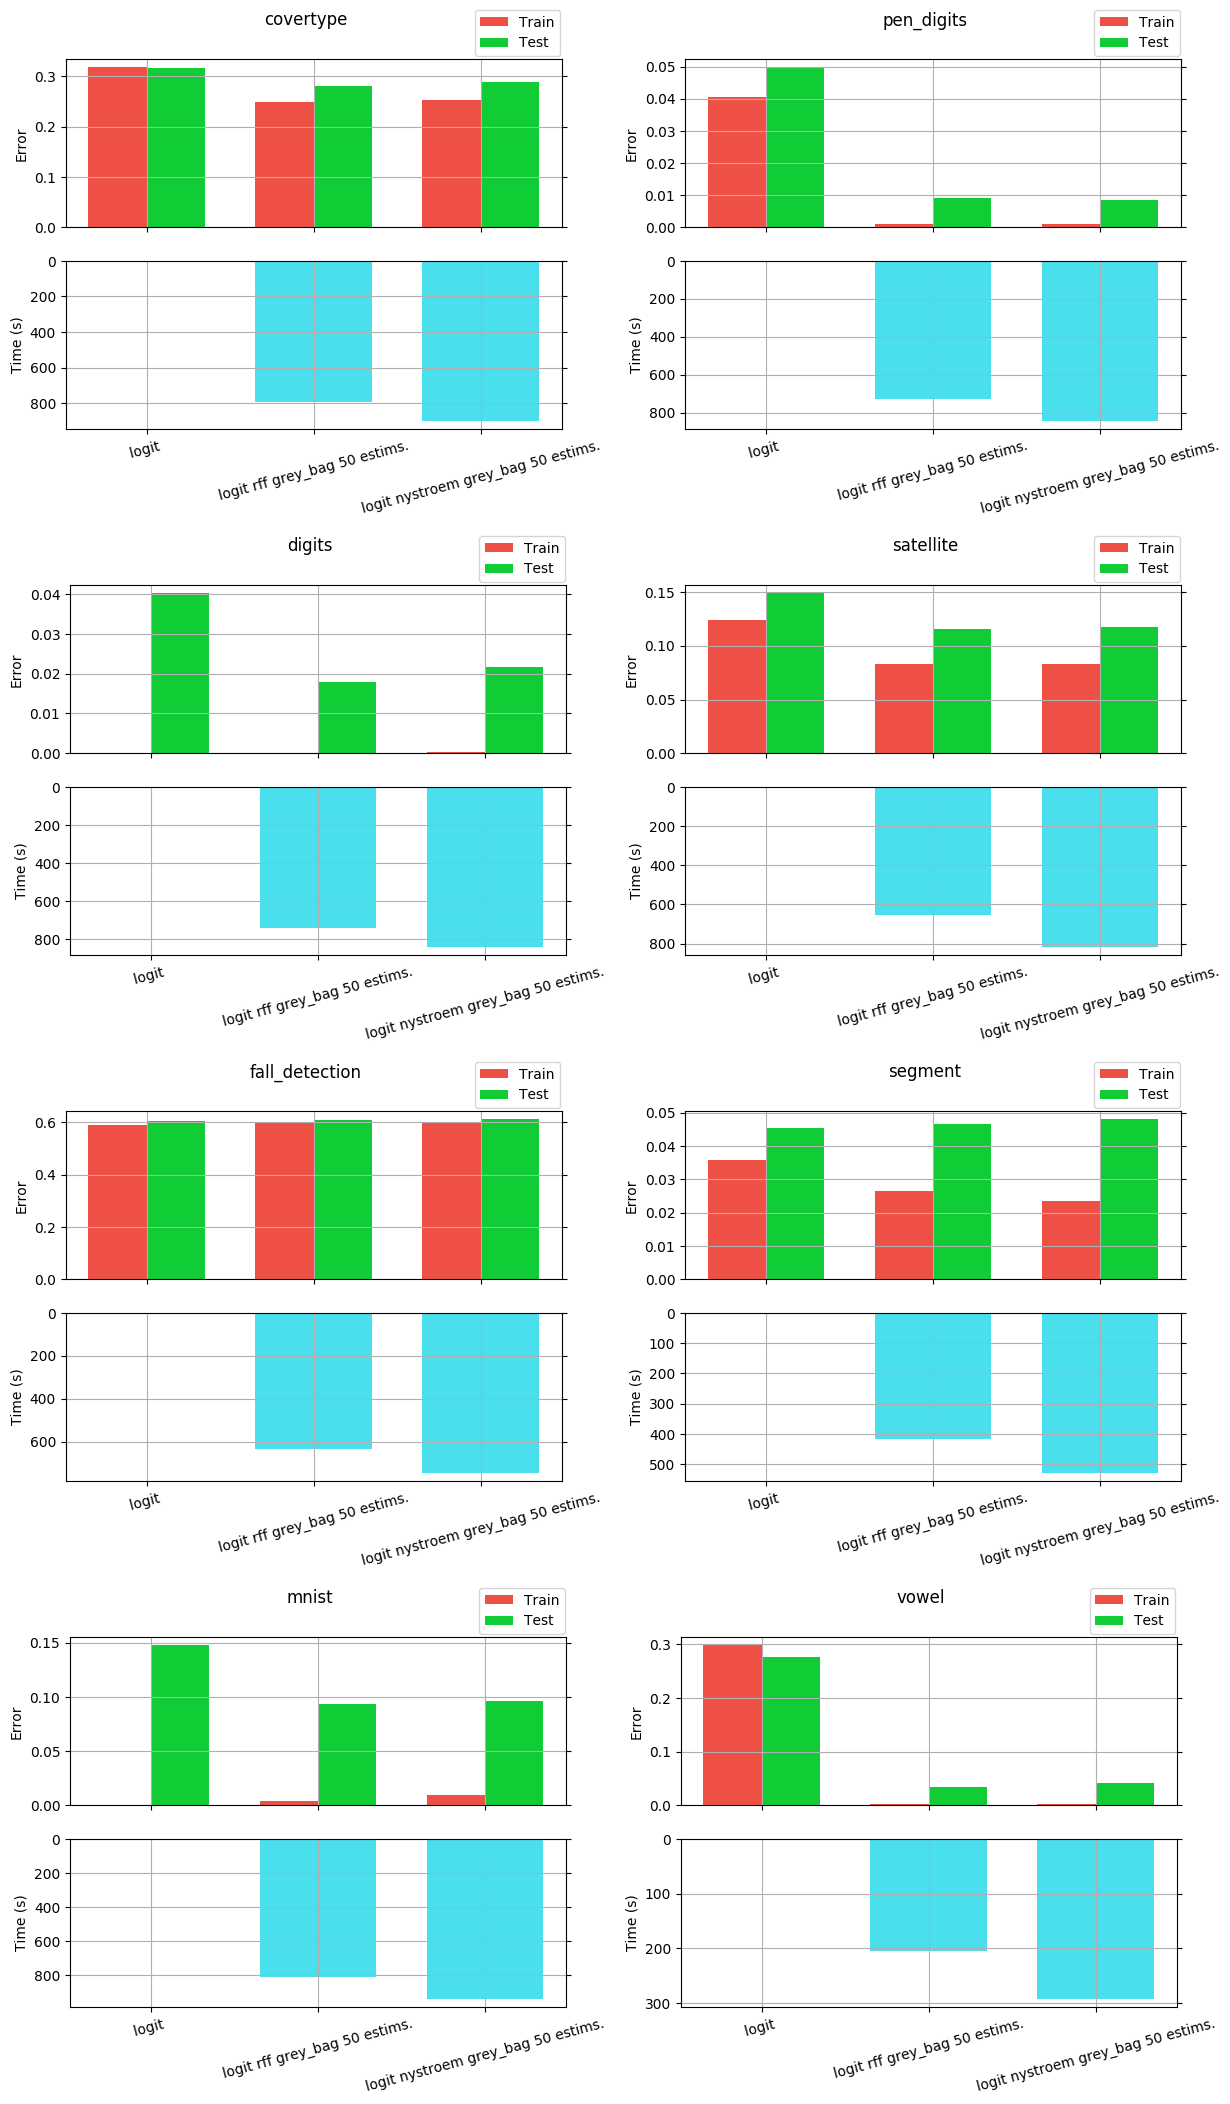 covertype
Train
Test
0.3
0.2
0.1
0.0
Error
0
200
400
600
800
Time (s)
logit
logit rff grey_bag 50 estims.
logit nystroem grey_bag 50 estims.
pen_digits
Train
Test
0.05
0.04
0.03
0.02
0.01
0.00
Error
0
200
400
600
800
Time (s)
logit
logit rff grey_bag 50 estims.
logit nystroem grey_bag 50 estims.
digits
Train
Test
0.04
0.03
0.02
0.01
0.00
Error
0
200
400
600
800
Time (s)
logit
logit rff grey_bag 50 estims.
logit nystroem grey_bag 50 estims.
satellite
Train
Test
0.15
0.10
0.05
0.00
Error
0
200
400
600
800
Time (s)
logit
logit rff grey_bag 50 estims.
logit nystroem grey_bag 50 estims.
fall_detection
Train
Test
0.6
0.4
0.2
0.0
Error
0
200
400
600
Time (s)
logit
logit rff grey_bag 50 estims.
logit nystroem grey_bag 50 estims.
segment
Train
Test
0.05
0.04
0.03
0.02
0.01
0.00
Error
0
100
200
300
400
500
Time (s)
logit
logit rff grey_bag 50 estims.
logit nystroem grey_bag 50 estims.
mnist
Train
Test
0.15
0.10
0.05
0.00
Error
0
200
400
600
800
Time (s)
logit
logit rff grey_bag 50 estims.
logit nystroem grey_bag 50 estims.
vowel
Train
Test
0.3
0.2
0.1
0.0
Error
0
100
200
300
Time (s)
logit
logit rff grey_bag 50 estims.
logit nystroem grey_bag 50 estims.